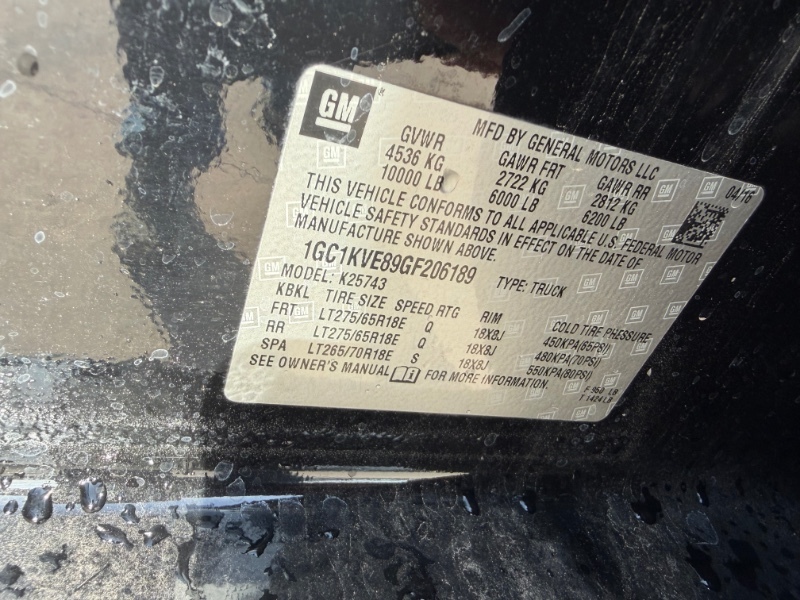 GM
MFD BY GENERAL MOTORS LLC
04/16
GVWR GAWR FRT GAWR RR
4536 KG 2722 KG 2812 KG
10000 LB 6000 LB 6200 LB
THIS VEHICLE CONFORMS TO ALL APPLICABLE U.S. FEDERAL MOTOR
VEHICLE SAFETY STANDARDS IN EFFECT ON THE DATE OF
MANUFACTURE SHOWN ABOVE.
1GC1KVE89GF206189 TYPE: TRUCK
MODEL: K25743
KBKL TIRE SIZE SPEED RTG RIM COLD TIRE PRESSURE
FRT LT275/65R18E Q 18X8J 450KPA(65PSI)
RR LT275/65R18E Q 18X8J 480KPA(70PSI)
SPA LT265/70R18E S 18X8J 550KPA(80PSI)
SEE OWNER'S MANUAL FOR MORE INFORMATION.
T 1424 LB